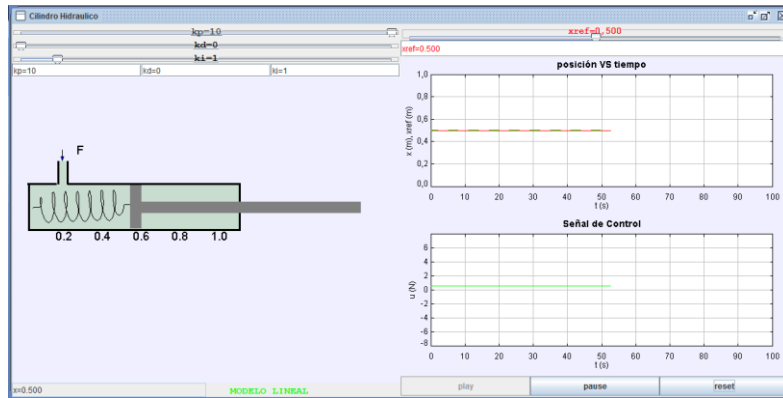 Cilindro Hidraulico
kp=10
kd=0
ki=1
kp=10 kd=0 ki=1
xref=0,500
xref=0.500
posición VS tiempo
x (m), xref (m)
1,0
0,8
0,6
0,4
0,2
0,0
0 10 20 30 40 50 60 70 80 90 100
t (s)
F
0.2 0.4 0.6 0.8 1.0
Señal de Control
u (N)
6
4
2
0
-2
-4
-6
-8
0 10 20 30 40 50 60 70 80 90 100
t (s)
x=0.500
MODELO LINEAL
play pause reset